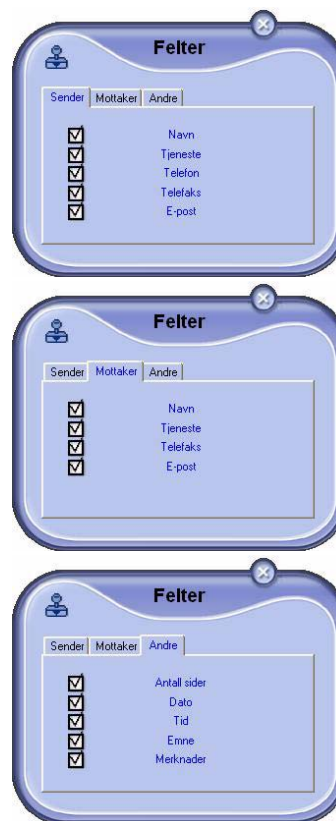 Felter
Sender Mottaker Andre
Navn
Tjeneste
Telefon
Telefaks
E-post
Felter
Sender Mottaker Andre
Navn
Tjeneste
Telefaks
E-post
Felter
Sender Mottaker Andre
Antall sider
Dato
Tid
Emne
Merknader